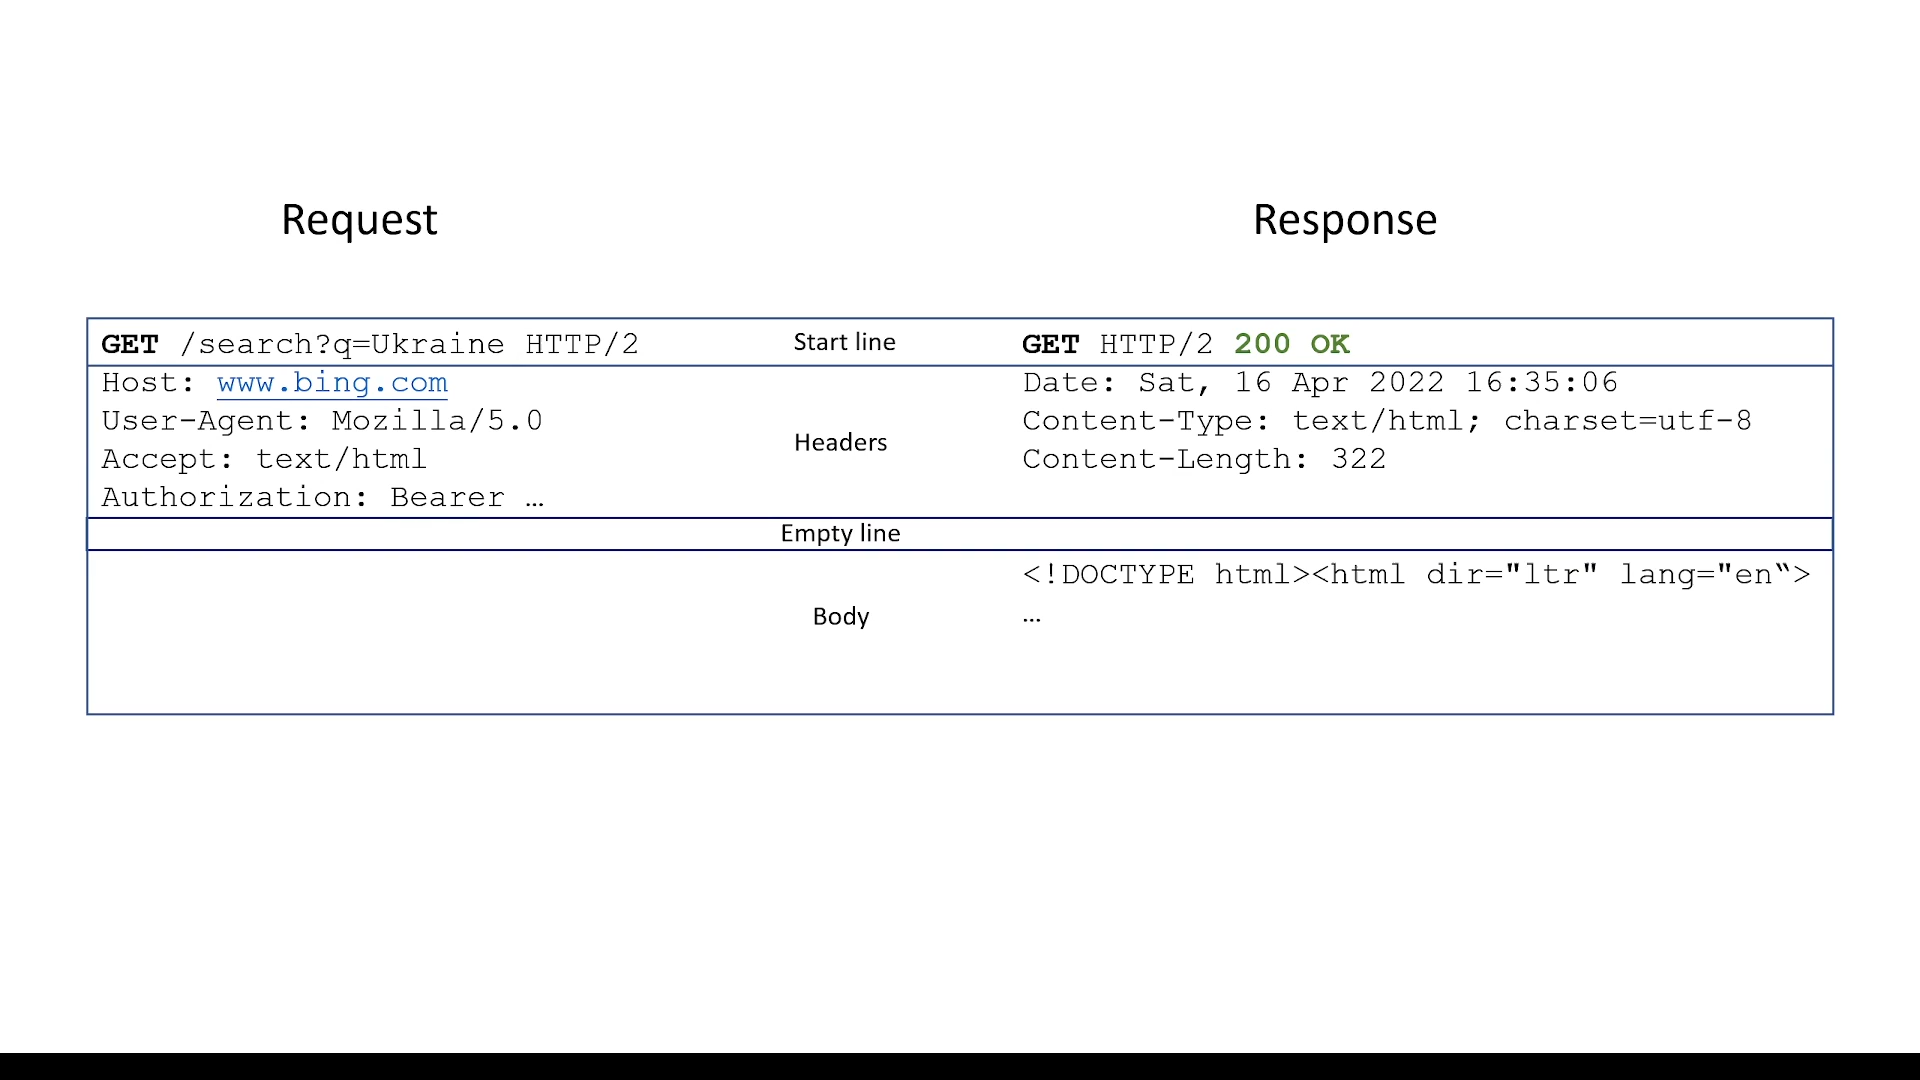 Request
Response
GET /search?q=Ukraine HTTP/2
Start line
GET HTTP/2 200 OK
Host: www.bing.com
User-Agent: Mozilla/5.0
Accept: text/html
Authorization: Bearer …
Headers
Date: Sat, 16 Apr 2022 16:35:06
Content-Type: text/html; charset=utf-8
Content-Length: 322
Empty line
Body
<!DOCTYPE html><html dir="ltr" lang="en“>
…